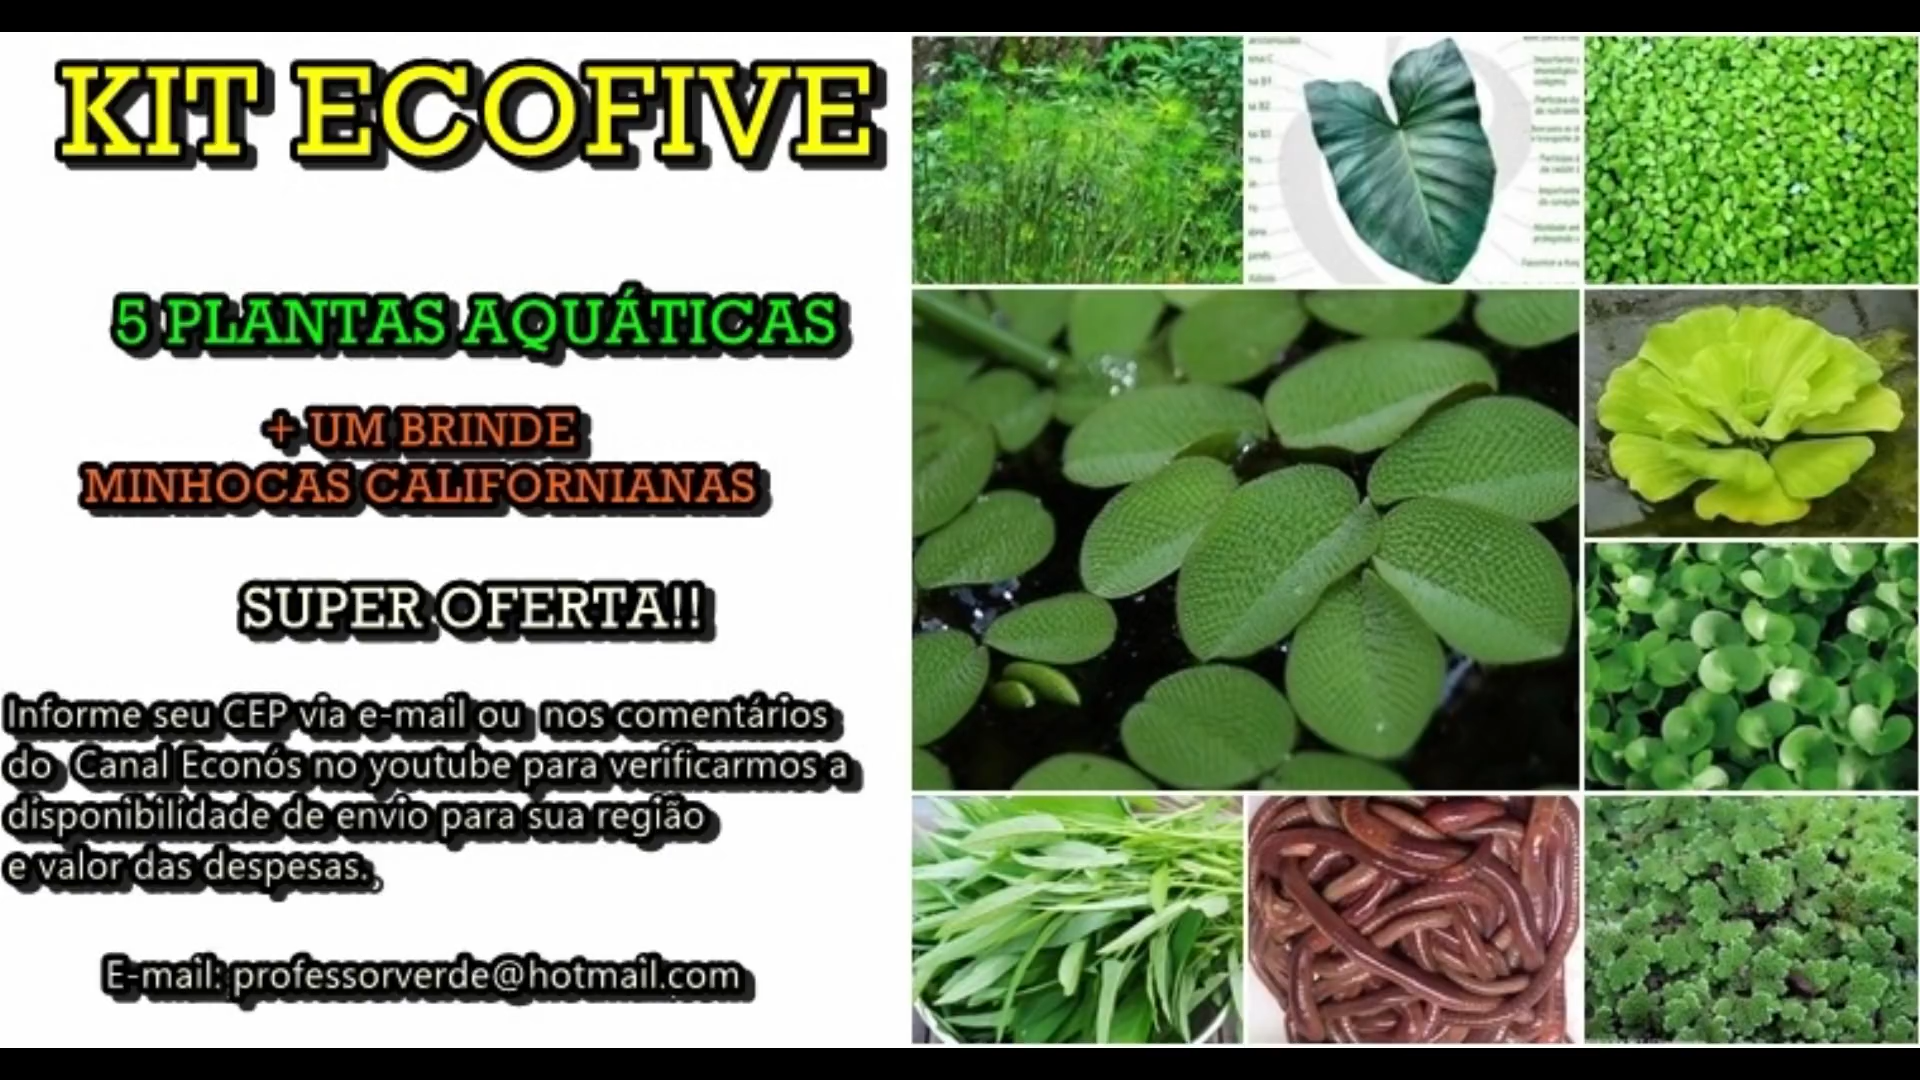 KIT ECOFIVE
5 PLANTAS AQUÁTICAS
+ UM BRINDE
MINHOCAS CALIFORNIANAS
SUPER OFERTA!!
Informe seu CEP via e-mail ou nos comentários
do Canal Econós no youtube para verificarmos a
disponibilidade de envio para sua região
e valor das despesas.,
E-mail: professorverde@hotmail.com